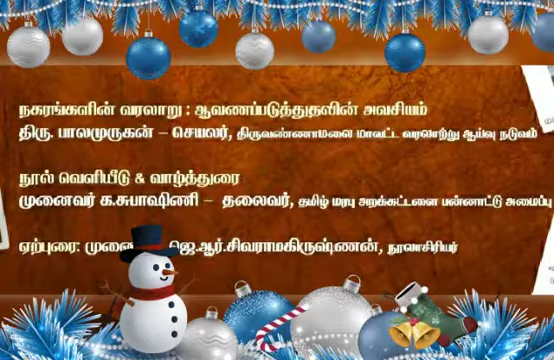 நகரங்களின் வரலாறு : ஆவணப்படுத்துதலின் அவசியம்
திரு. பாலமுருகன் – செயலர், திருவண்ணாமலை மாவட்ட வரலாற்று ஆய்வு நடுவம்
நூல் வெளியீடு & வாழ்த்துரை
முனைவர் க.சுபாஷிணி – தலைவர், தமிழ் மரபு அறக்கட்டளை பன்னாட்டு அமைப்பு
ஏற்புரை: ஜெ.ஆர்.சிவராமகிருஷ்ணன், நூலாசிரியர்